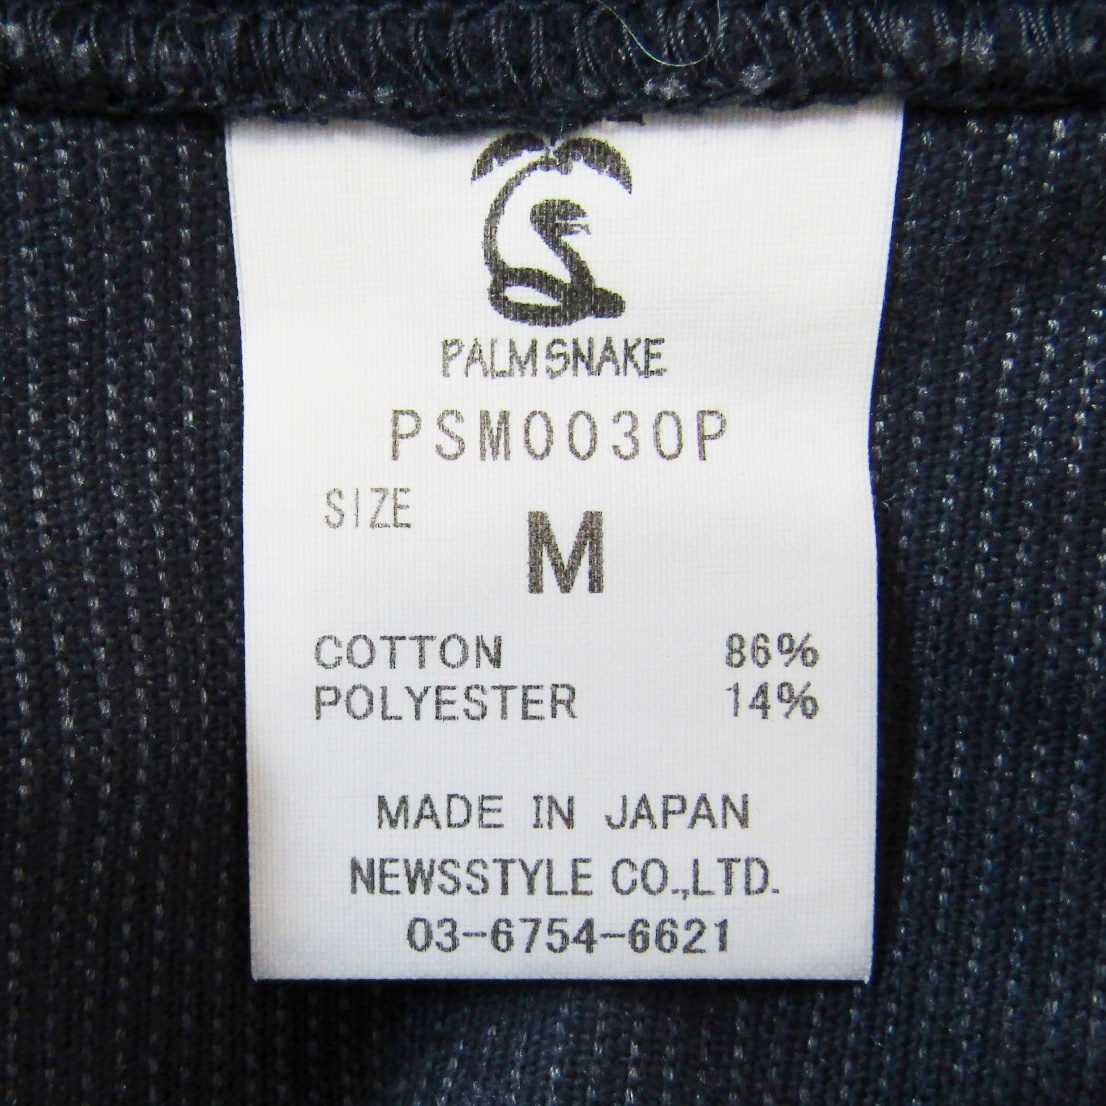 PALM SNAKE
PSM0030P
SIZE
M
COTTON 86%
POLYESTER 14%
MADE IN JAPAN
NEWSSTYLE CO.,LTD.
03-6754-6621